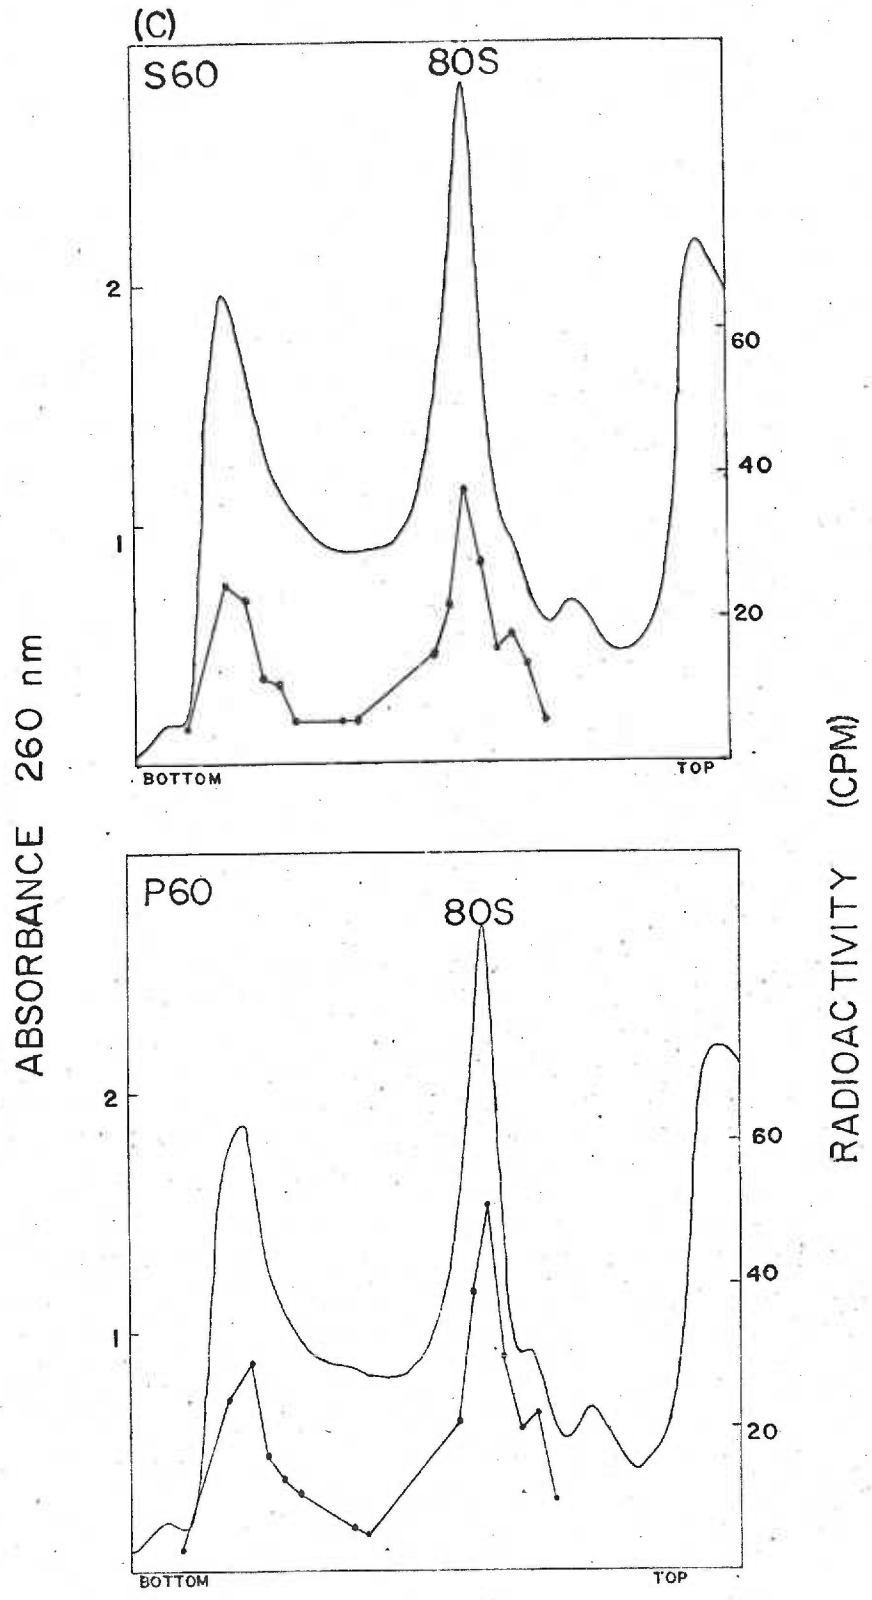 (C)
S60
80S
2
1
60
40
20
BOTTOM
TOP
P60
80S
2
1
60
40
20
BOTTOM
TOP
ABSORBANCE 260 nm
RADIOACTIVITY (CPM)